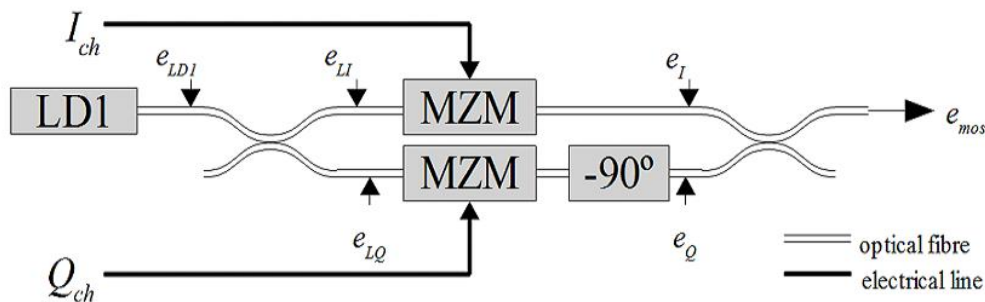 I_ch
e_LD1
e_LI
e_I
LD1
MZM
e_mos
MZM
-90º
e_LQ
e_Q
Q_ch
optical fibre
electrical line